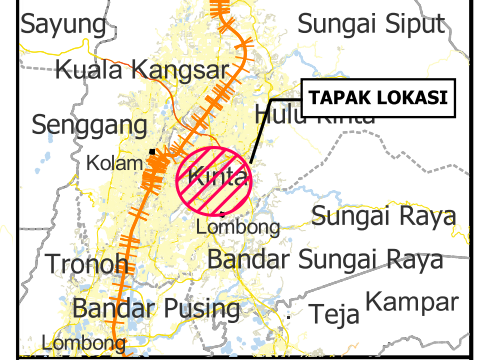 Sayung
Sungai Siput
Kuala Kangsar
TAPAK LOKASI
Hulu Kinta
Senggang
Kolam
Kinta
Sungai Raya
Lombong
Tronoh
Bandar Sungai Raya
Bandar Pusing
Teja
Kampar
Lombong